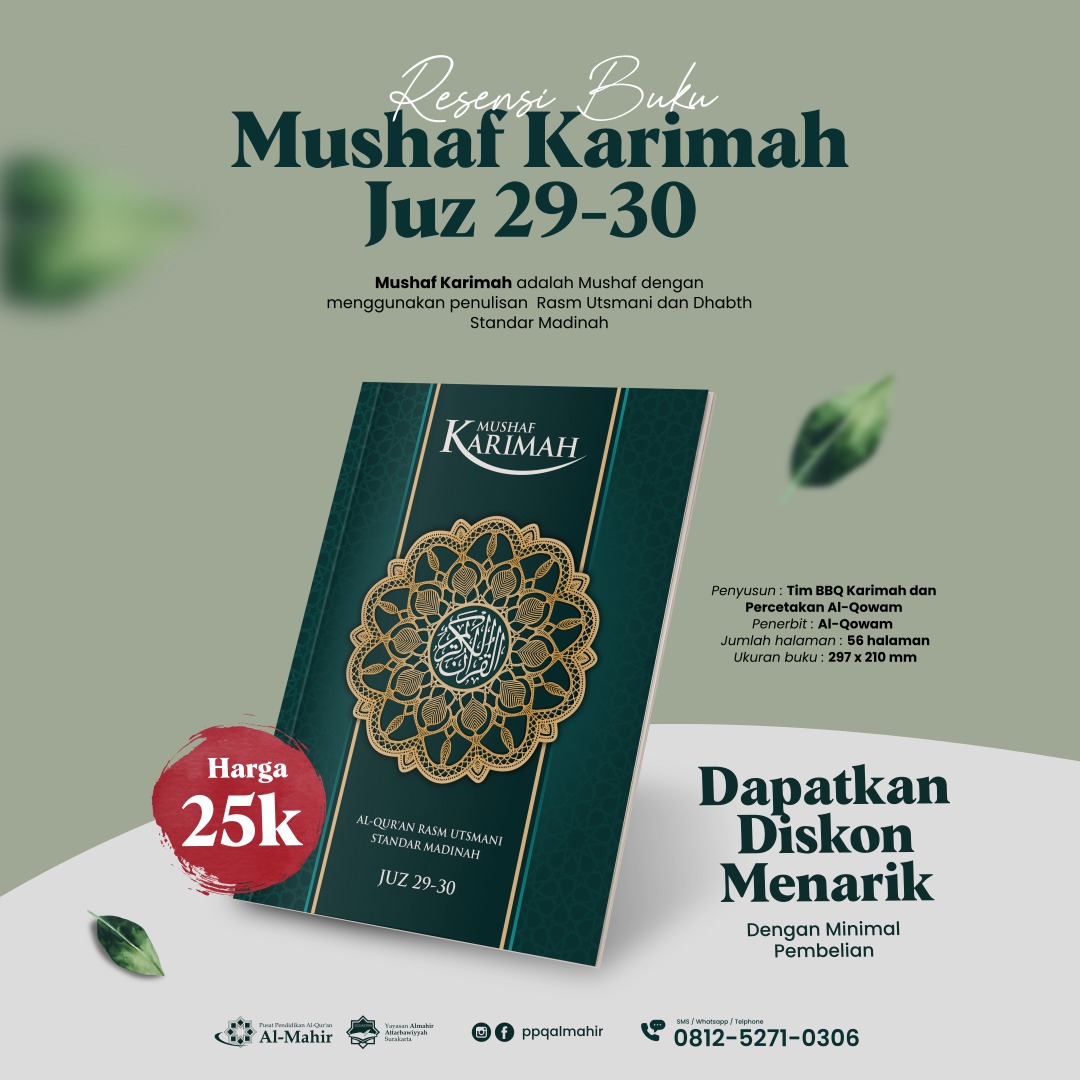 Resensi Buku
Mushaf Karimah
Juz 29-30
Mushaf Karimah adalah Mushaf dengan
menggunakan penulisan Rasm Utsmani dan Dhabth
Standar Madinah
MUSHAF
KARIMAH
القرآن الكريم
AL-QUR'AN RASM UTSMANI
STANDAR MADINAH
JUZ 29-30
Penyusun : Tim BBQ Karimah dan
Percetakan Al-Qowam
Penerbit : Al-Qowam
Jumlah halaman : 56 halaman
Ukuran buku : 297 x 210 mm
Harga
25k
Dapatkan
Diskon
Menarik
Dengan Minimal
Pembelian
Pusat Pendidikan Al-Qur'an
Al-Mahir
Yayasan Almahir
Attarbawiyyah
Surakarta
ppqalmahir
SMS / Whatsapp / Telphone
0812-5271-0306